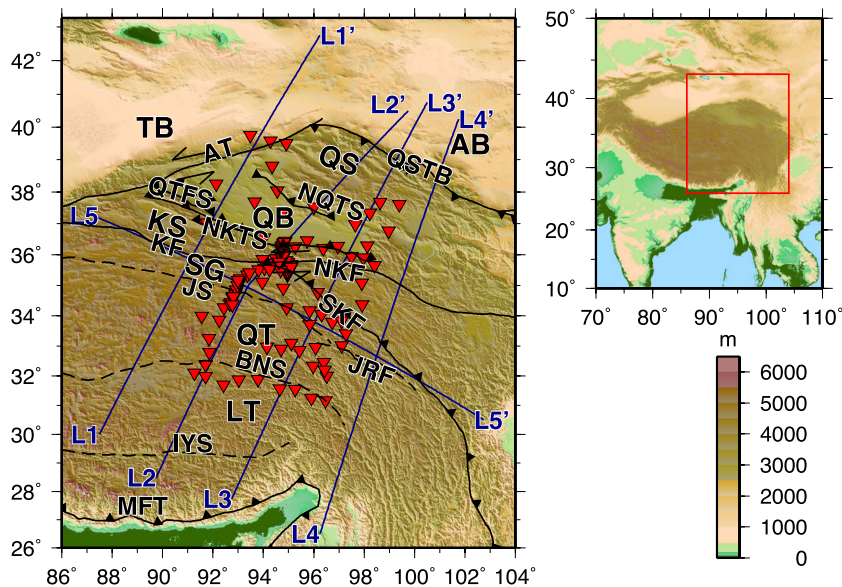 L1'
42°
L2'
L3'
L4'
40°
TB
AT
QS
QSTB
AB
38°
QTFS
NQTS
L5
KS
NKTS
QB
36°
KF
SG
NKF
JS
34°
SKF
QT
BNS
JRF
32°
LT
L5'
L1
30°
IYS
L2
28°
L3
MFT
L4
26°
86° 88° 90° 92° 94° 96° 98° 100° 102° 104°
50°
40°
30°
20°
10°
70° 80° 90° 100° 110°
m
6000
5000
4000
3000
2000
1000
0